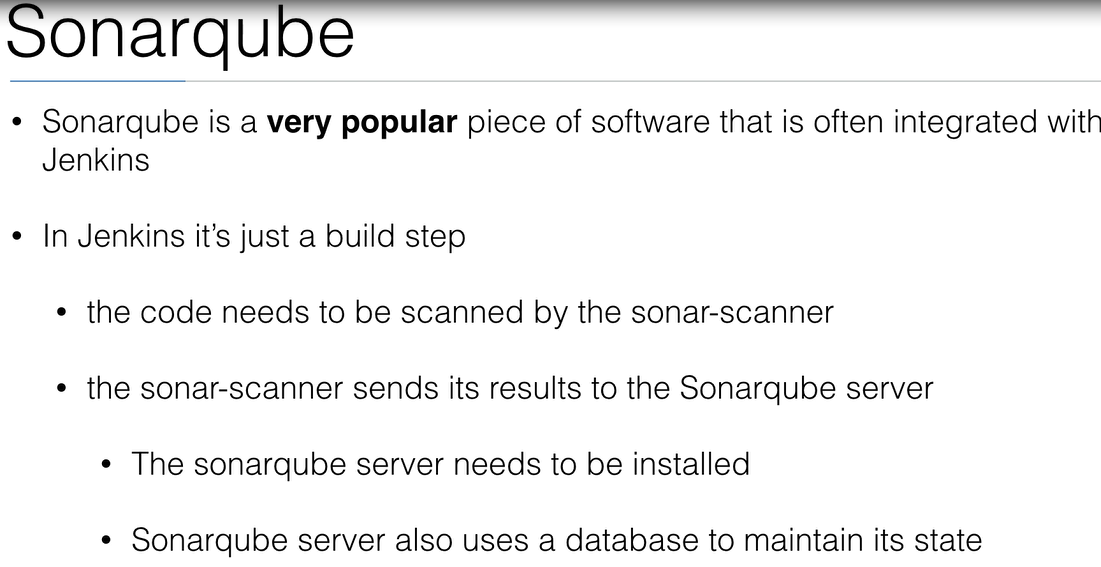 Sonarqube
• Sonarqube is a very popular piece of software that is often integrated with
Jenkins
• In Jenkins it’s just a build step
• the code needs to be scanned by the sonar-scanner
• the sonar-scanner sends its results to the Sonarqube server
• The sonarqube server needs to be installed
• Sonarqube server also uses a database to maintain its state